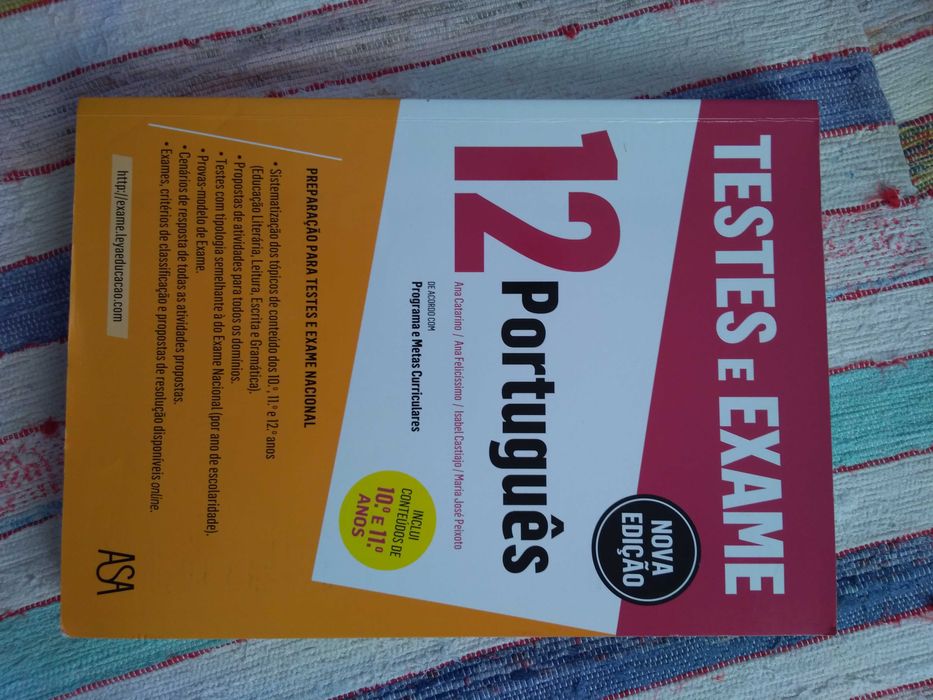 TESTES E EXAME
NOVA
EDIÇÃO
12 Português
Ana Catarino / Ana Felicíssimo / Isabel Castiajo / Maria José Peixoto
DE ACORDO COM
Programa e Metas Curriculares
INCLUI
CONTEÚDOS DE
10.º E 11.º
ANOS
PREPARAÇÃO PARA TESTES E EXAME NACIONAL
• Sistematização dos tópicos de conteúdo dos 10.º, 11.º e 12.º anos
(Educação Literária, Leitura, Escrita e Gramática).
• Propostas de atividades para todos os domínios.
• Testes com tipologia semelhante à do Exame Nacional (por ano de escolaridade).
• Provas-modelo de Exame.
• Cenários de resposta de todas as atividades propostas.
• Exames, critérios de classificação e propostas de resolução disponíveis online.
http://exame.leyaeducacao.com
ASA